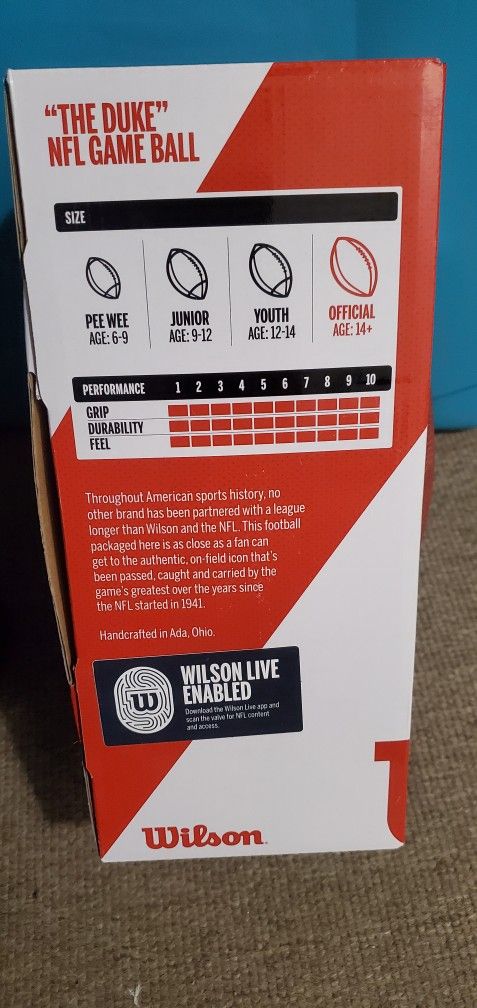 “THE DUKE”
NFL GAME BALL
SIZE
PEE WEE
AGE: 6-9
JUNIOR
AGE: 9-12
YOUTH
AGE: 12-14
OFFICIAL
AGE: 14+
PERFORMANCE 1 2 3 4 5 6 7 8 9 10
GRIP
DURABILITY
FEEL
Throughout American sports history, no
other brand has been partnered with a league
longer than Wilson and the NFL. This football
packaged here is as close as a fan can
get to the authentic, on-field icon that's
been passed, caught and carried by the
game's greatest over the years since
the NFL started in 1941.
Handcrafted in Ada, Ohio.
W
WILSON LIVE
ENABLED
Download the Wilson Live app and
scan the valve for NFL content
and access.
Wilson.